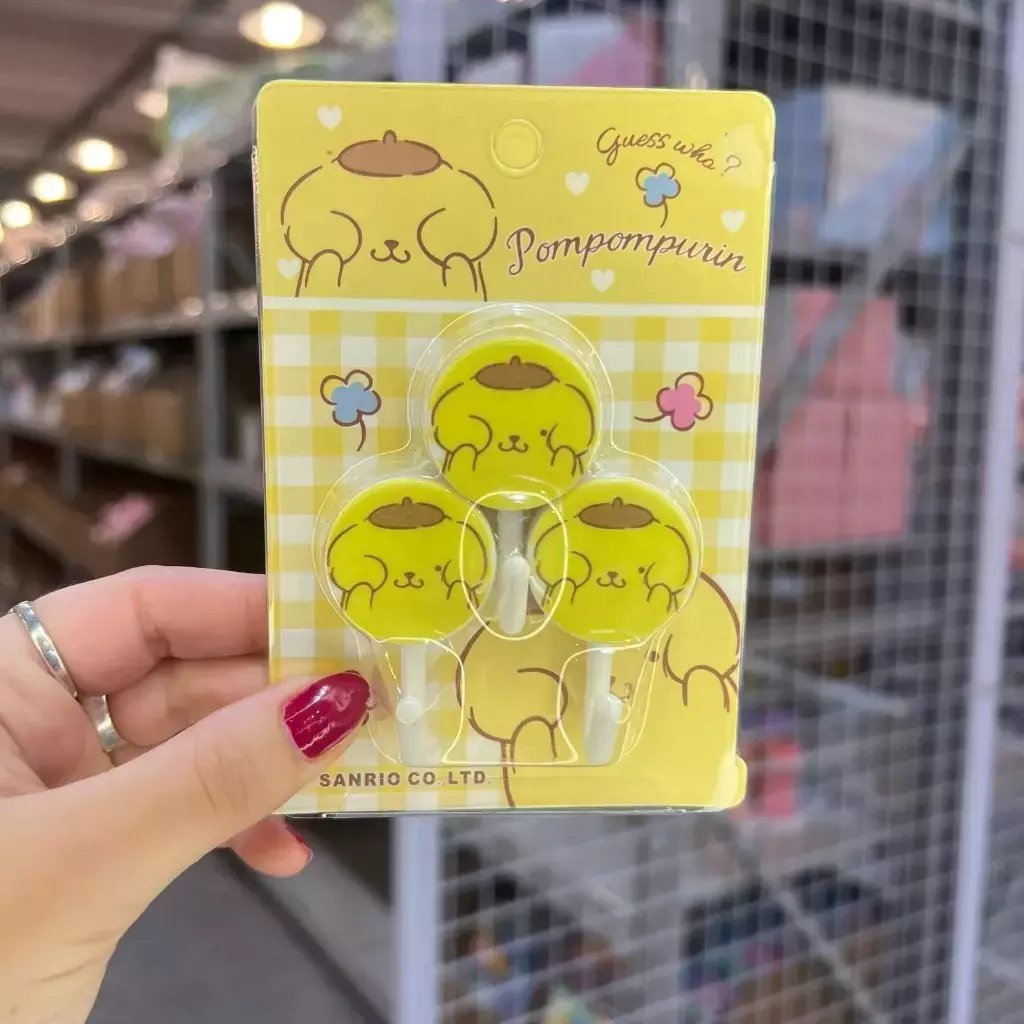 Guess who?
Pompompurin
SANRIO CO.,LTD.